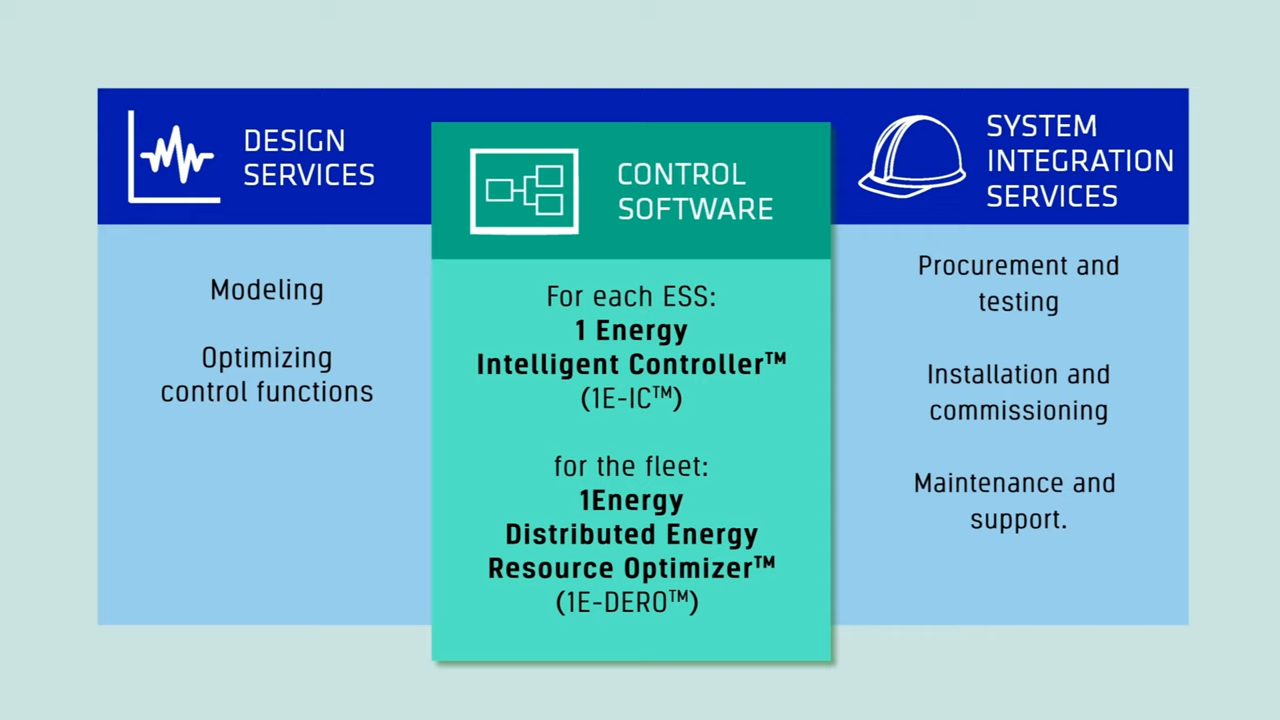 DESIGN
SERVICES
Modeling
Optimizing
control functions
CONTROL
SOFTWARE
For each ESS:
1 Energy
Intelligent Controller™
(1E-IC™)
for the fleet:
1Energy
Distributed Energy
Resource Optimizer™
(1E-DERO™)
SYSTEM
INTEGRATION
SERVICES
Procurement and
testing
Installation and
commissioning
Maintenance and
support.